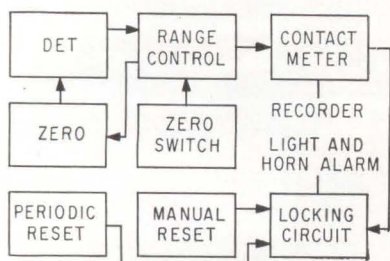 DET
RANGE
CONTROL
CONTACT
METER
ZERO
ZERO
SWITCH
RECORDER
LIGHT AND
HORN ALARM
PERIODIC
RESET
MANUAL
RESET
LOCKING
CIRCUIT